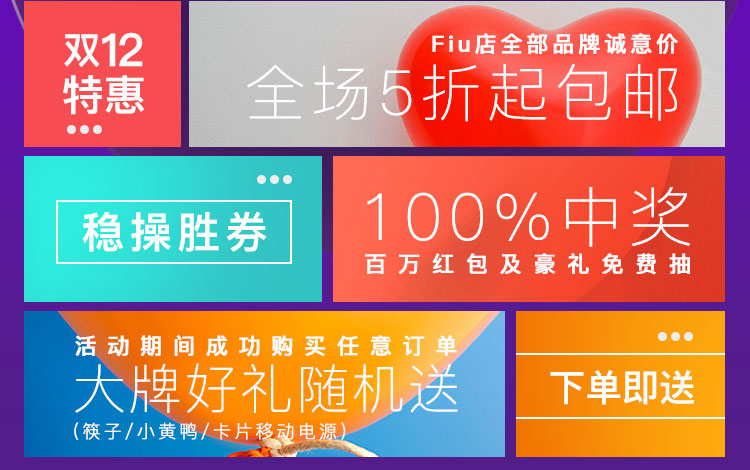 双12
特惠
Fiu店全部品牌诚意价
全场5折起包邮
稳操胜券
100%中奖
百万红包及豪礼免费抽
活动期间成功购买任意订单
大牌好礼随机送
(筷子/小黄鸭/卡片移动电源)
下单即送